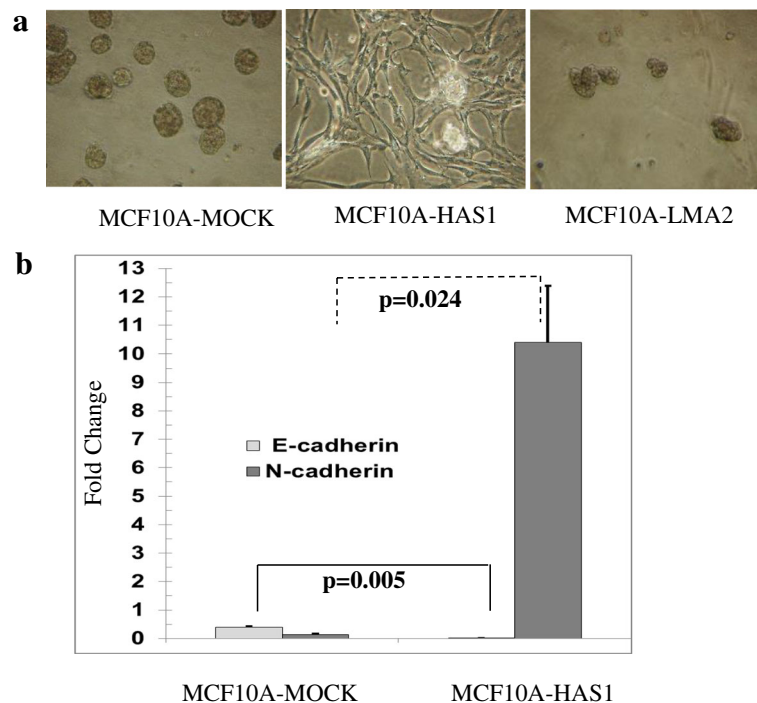 a
MCF10A-MOCK MCF10A-HAS1 MCF10A-LMA2
b
13
12
11
10
9
8
7
6
5
4
3
2
1
0
Fold Change
p=0.024
E-cadherin
N-cadherin
p=0.005
MCF10A-MOCK MCF10A-HAS1